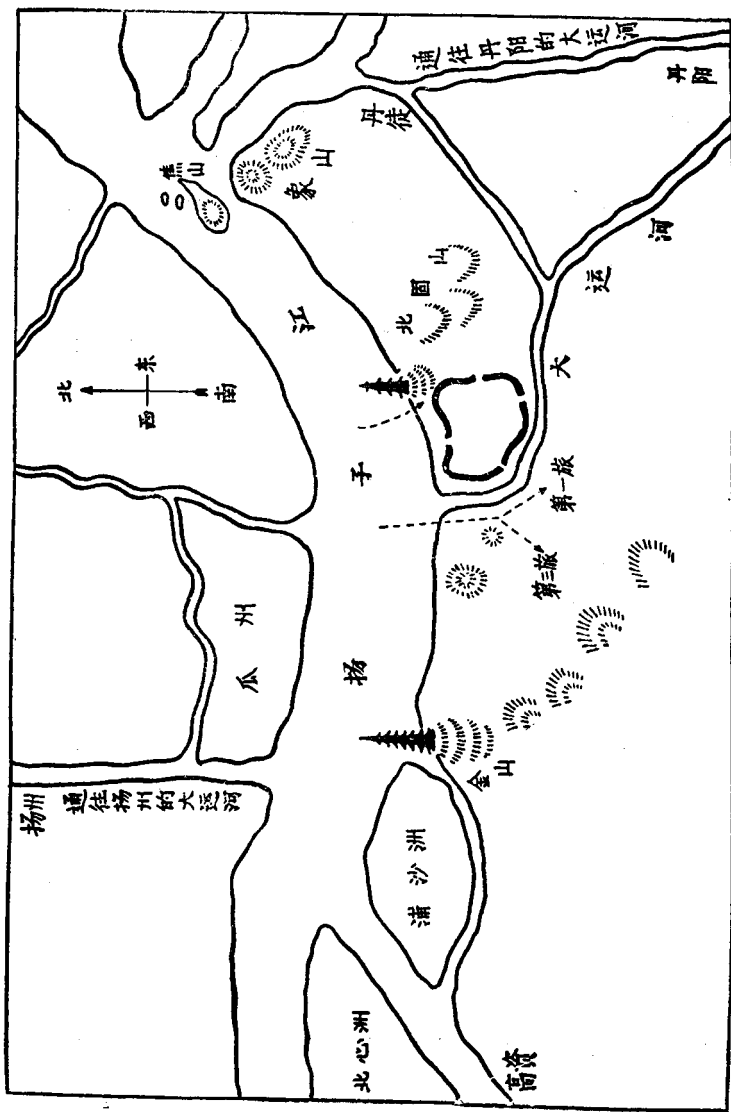 通往丹阳的大运河
丹阳
丹徒
焦山
象山
北固山
大运河
扬子江
北
东
西
南
第一旅
第三旅
瓜州
金山
扬州
通往扬州的大运河
浦沙洲
北心洲
高资